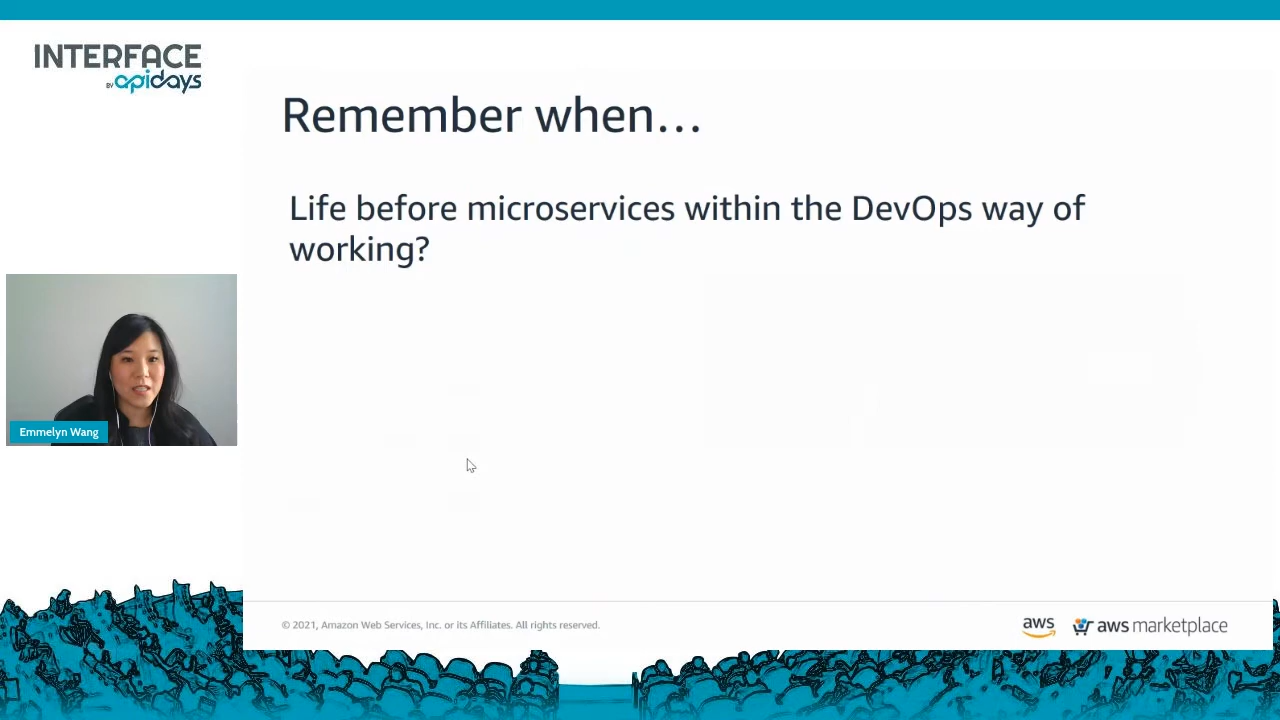 INTERFACE
BY apidays
Remember when...
Life before microservices within the DevOps way of
working?
Emmelyn Wang
© 2021, Amazon Web Services, Inc. or its Affiliates. All rights reserved.
aws
aws marketplace